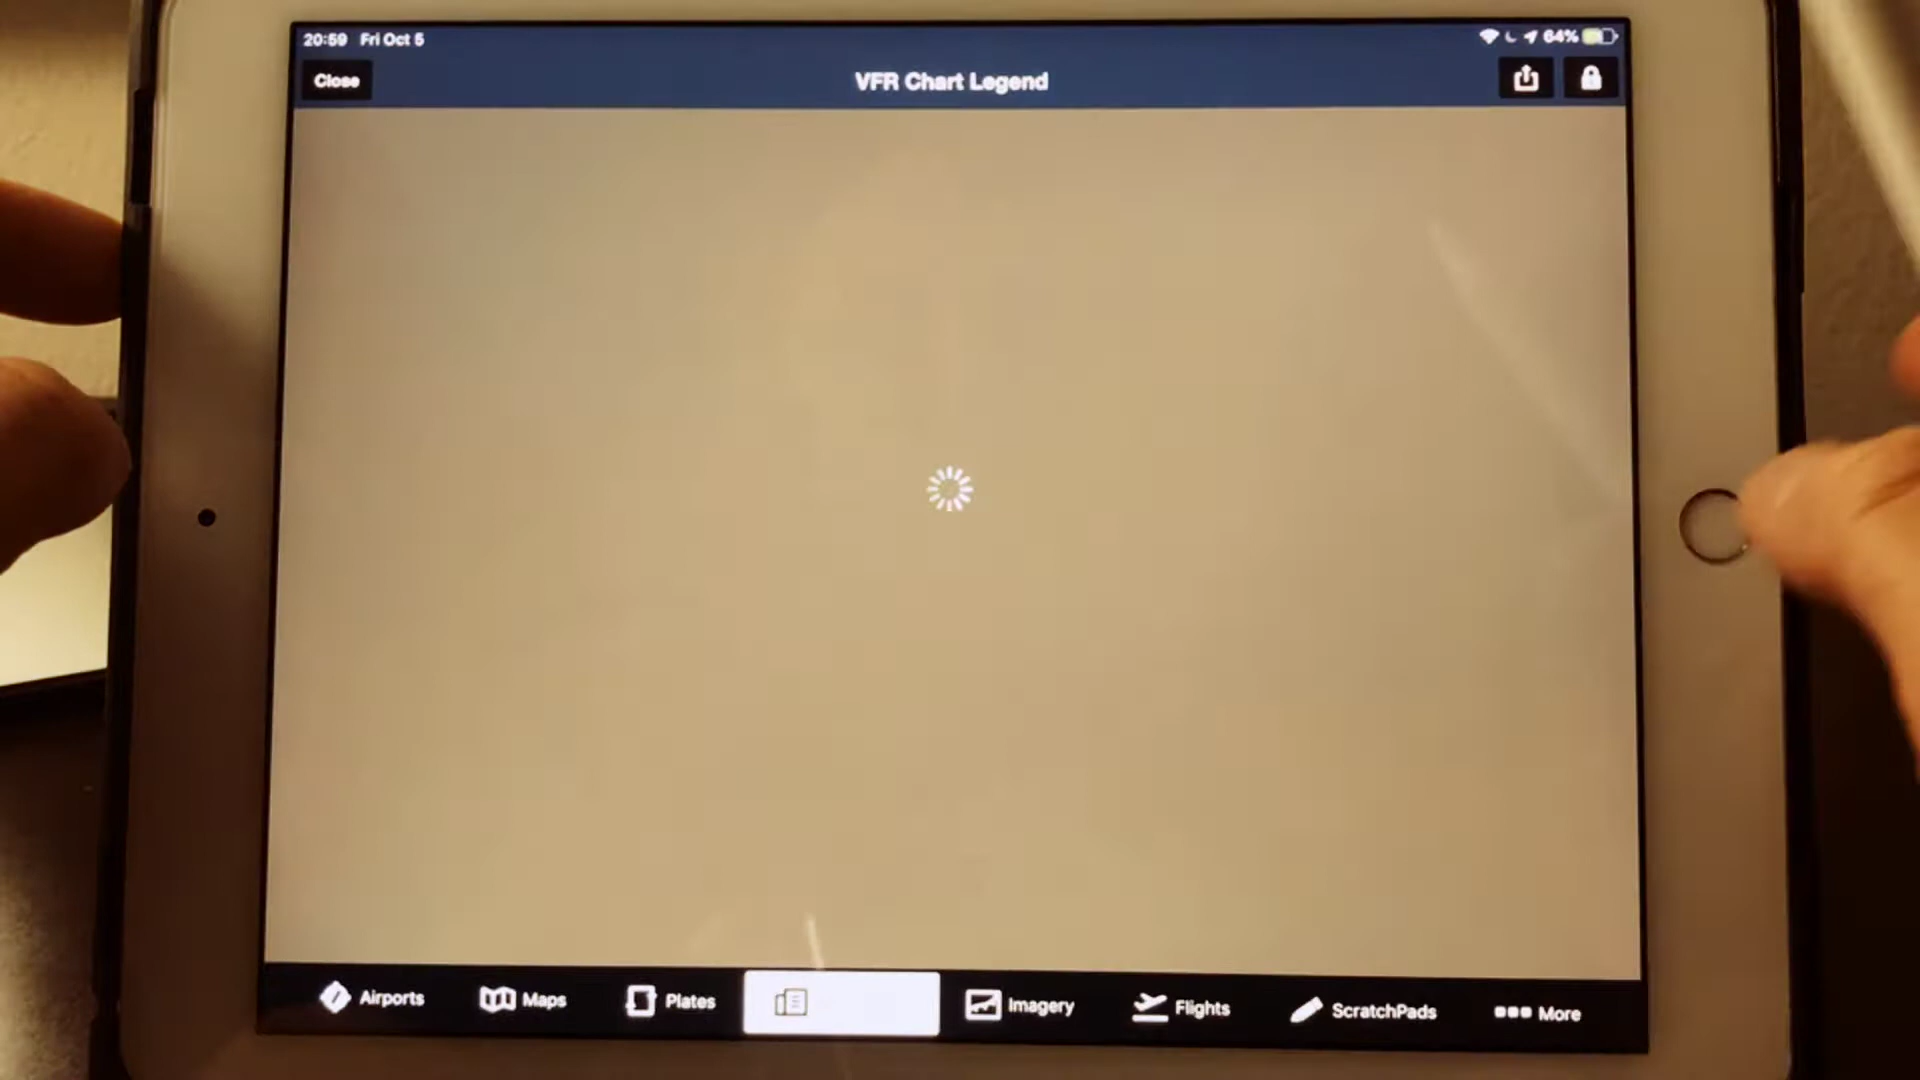 20:59 Fri Oct 5
64%
Close
VFR Chart Legend
Airports
Maps
Plates
Imagery
Flights
ScratchPads
More